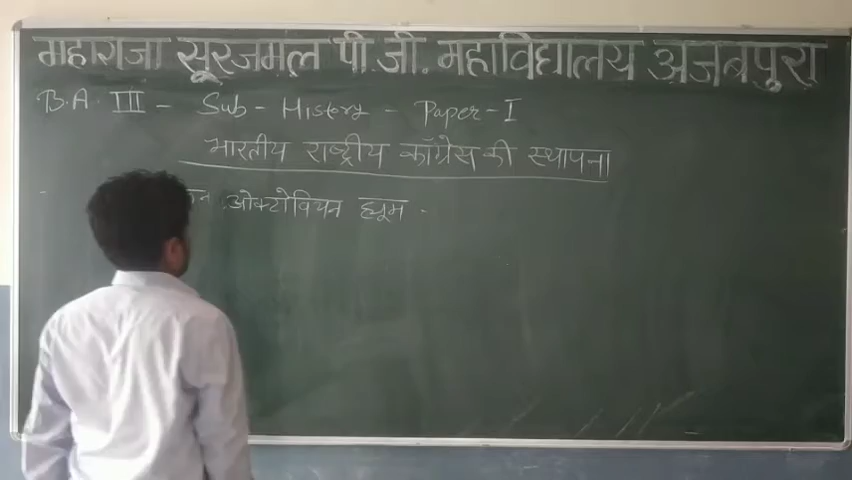 महाराजा सूरजमल पी.जी. महाविद्यालय अजबपुरा
B.A. III - Sub - History - Paper - I
भारतीय राष्ट्रीय कॉग्रेस की स्थापना
ओक्टोवियन ह्यूम -